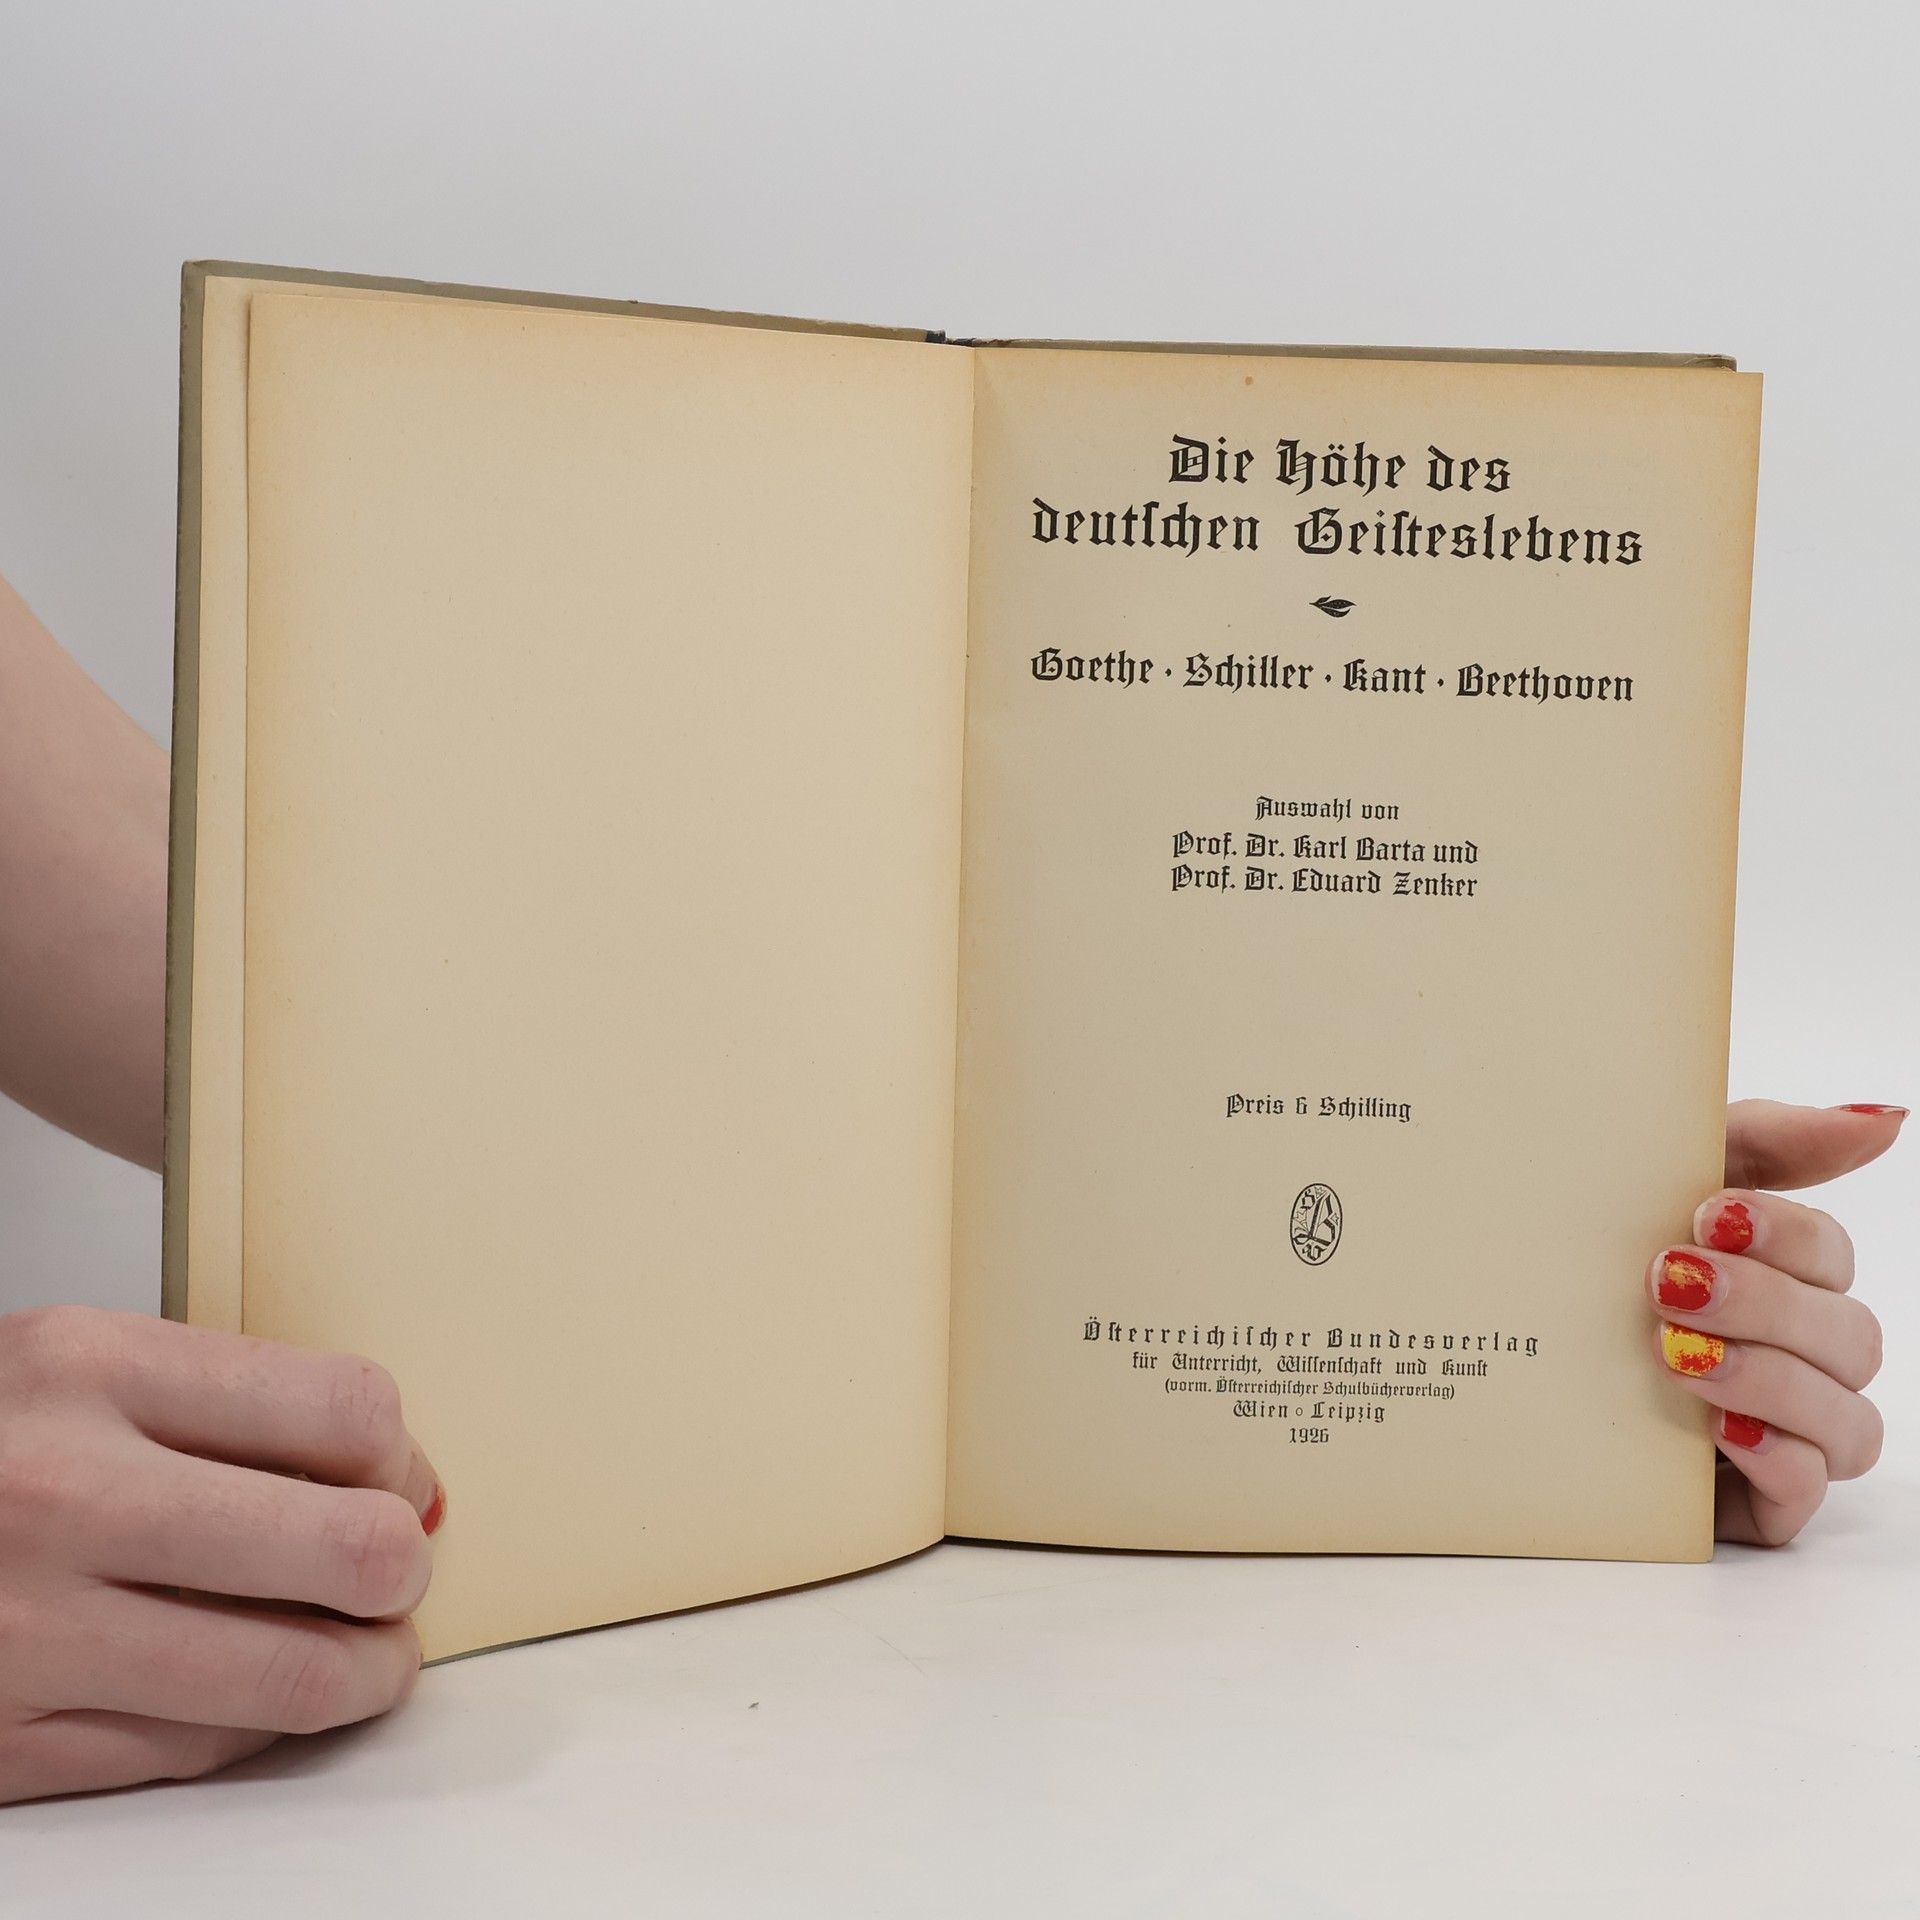 Die Höhe des
deutſchen Geiſteslebens
Goethe · Schiller · Kant · Beethoven
Auswahl von
Prof. Dr. Karl Barta und
Prof. Dr. Eduard Zenker
Preis 6 Schilling
Ö B V
Öſterreichiſcher Bundesverlag
für Unterricht, Wiſſenſchaft und Kunſt
(vorm. Öſterreichiſcher Schulbücherverlag)
Wien ○ Leipzig
1926